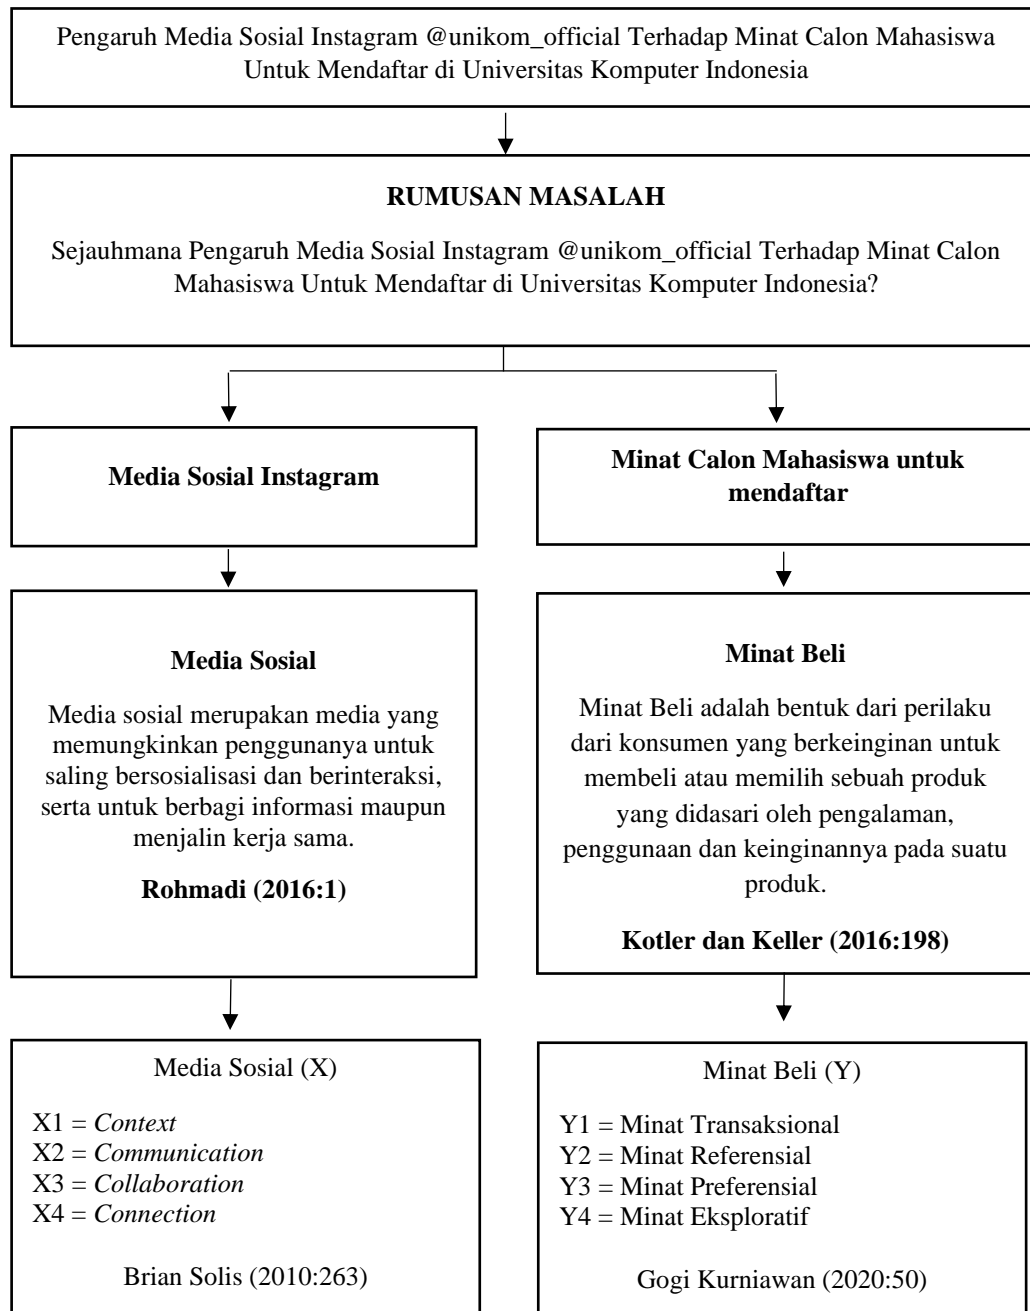 Pengaruh Media Sosial Instagram @unikom_official Terhadap Minat Calon Mahasiswa
Untuk Mendaftar di Universitas Komputer Indonesia
RUMUSAN MASALAH
Sejauhmana Pengaruh Media Sosial Instagram @unikom_official Terhadap Minat Calon
Mahasiswa Untuk Mendaftar di Universitas Komputer Indonesia?
Media Sosial Instagram
Minat Calon Mahasiswa untuk
mendaftar
Media Sosial
Media sosial merupakan media yang
memungkinkan penggunanya untuk
saling bersosialisasi dan berinteraksi,
serta untuk berbagi informasi maupun
menjalin kerja sama.
Rohmadi (2016:1)
Minat Beli
Minat Beli adalah bentuk dari perilaku
dari konsumen yang berkeinginan untuk
membeli atau memilih sebuah produk
yang didasari oleh pengalaman,
penggunaan dan keinginannya pada suatu
produk.
Kotler dan Keller (2016:198)
Media Sosial (X)
X1 = Context
X2 = Communication
X3 = Collaboration
X4 = Connection
Brian Solis (2010:263)
Minat Beli (Y)
Y1 = Minat Transaksional
Y2 = Minat Referensial
Y3 = Minat Preferensial
Y4 = Minat Eksploratif
Gogi Kurniawan (2020:50)